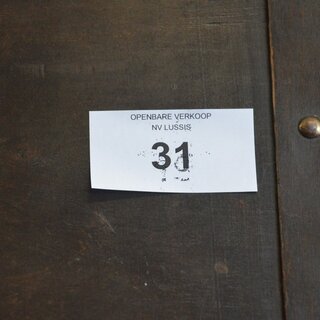 OPENBARE VERKOOP
NV LUSSIS
31